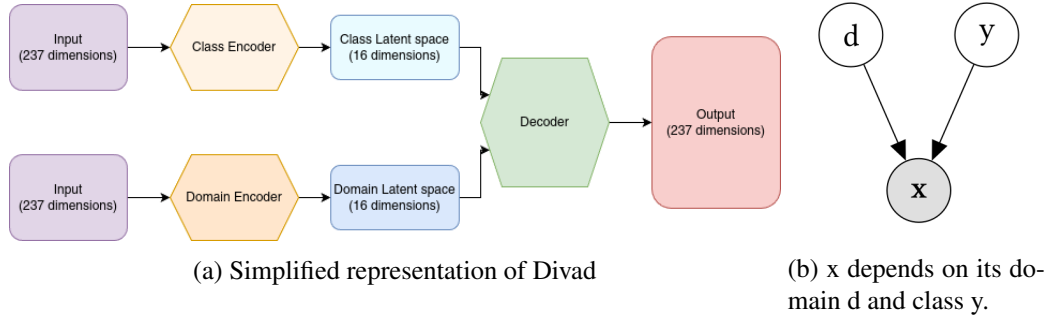 Input
(237 dimensions)
Class Encoder
Class Latent space
(16 dimensions)
Decoder
Output
(237 dimensions)
Input
(237 dimensions)
Domain Encoder
Domain Latent space
(16 dimensions)
(a) Simplified representation of Divad
d
y
x
(b) x depends on its do-
main d and class y.